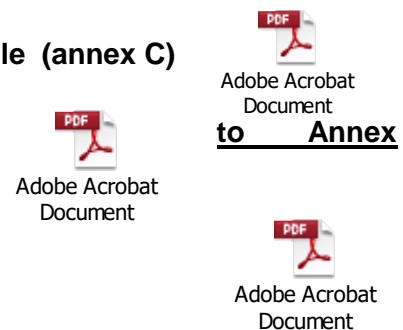 PDF
le (annex C)
Adobe Acrobat
Document
to Annex
PDF
Adobe Acrobat
Document
PDF
Adobe Acrobat
Document